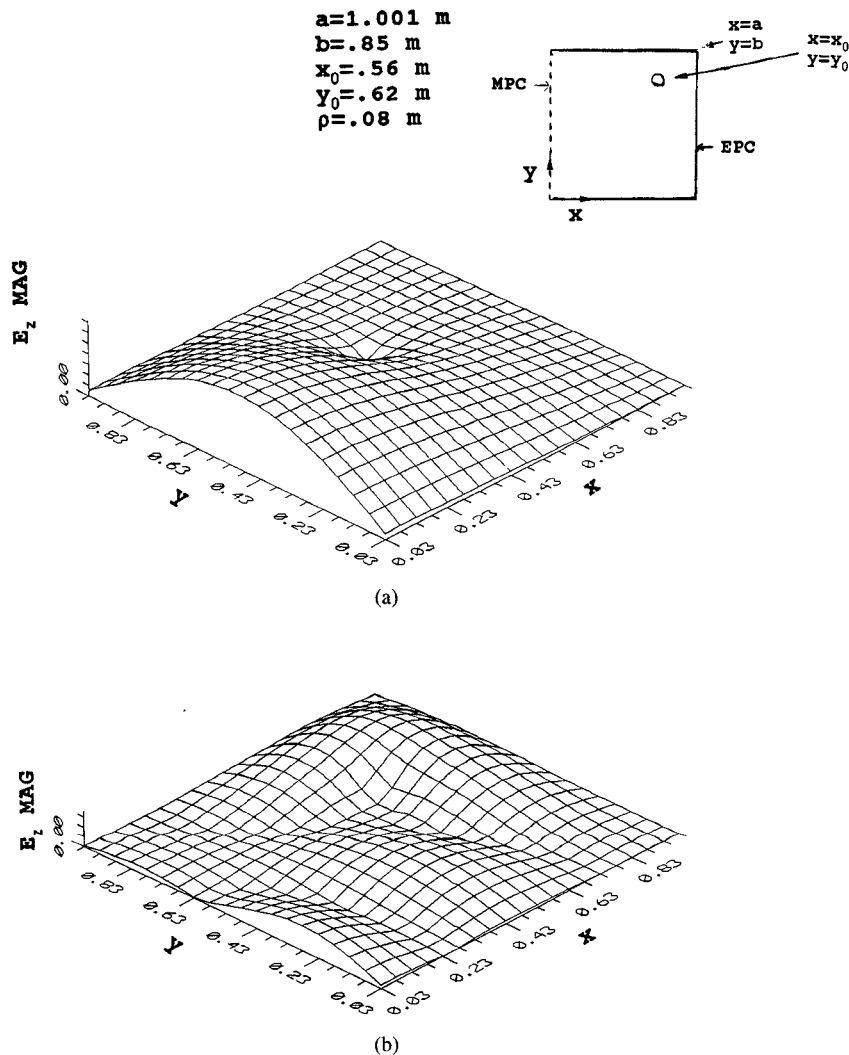 a=1.001 m
b=.85 m
x₀=.56 m
y₀=.62 m
ρ=.08 m
x=a
y=b
x=x₀
y=y₀
MPC
EPC
Y
x
E_z MAG
0.00
0.83
0.63
0.43
0.23
0.03
y
0.03
0.23
0.43
0.63
0.83
x
(a)
E_z MAG
0.00
0.83
0.63
0.43
0.23
0.03
y
0.03
0.23
0.43
0.63
0.83
x
(b)